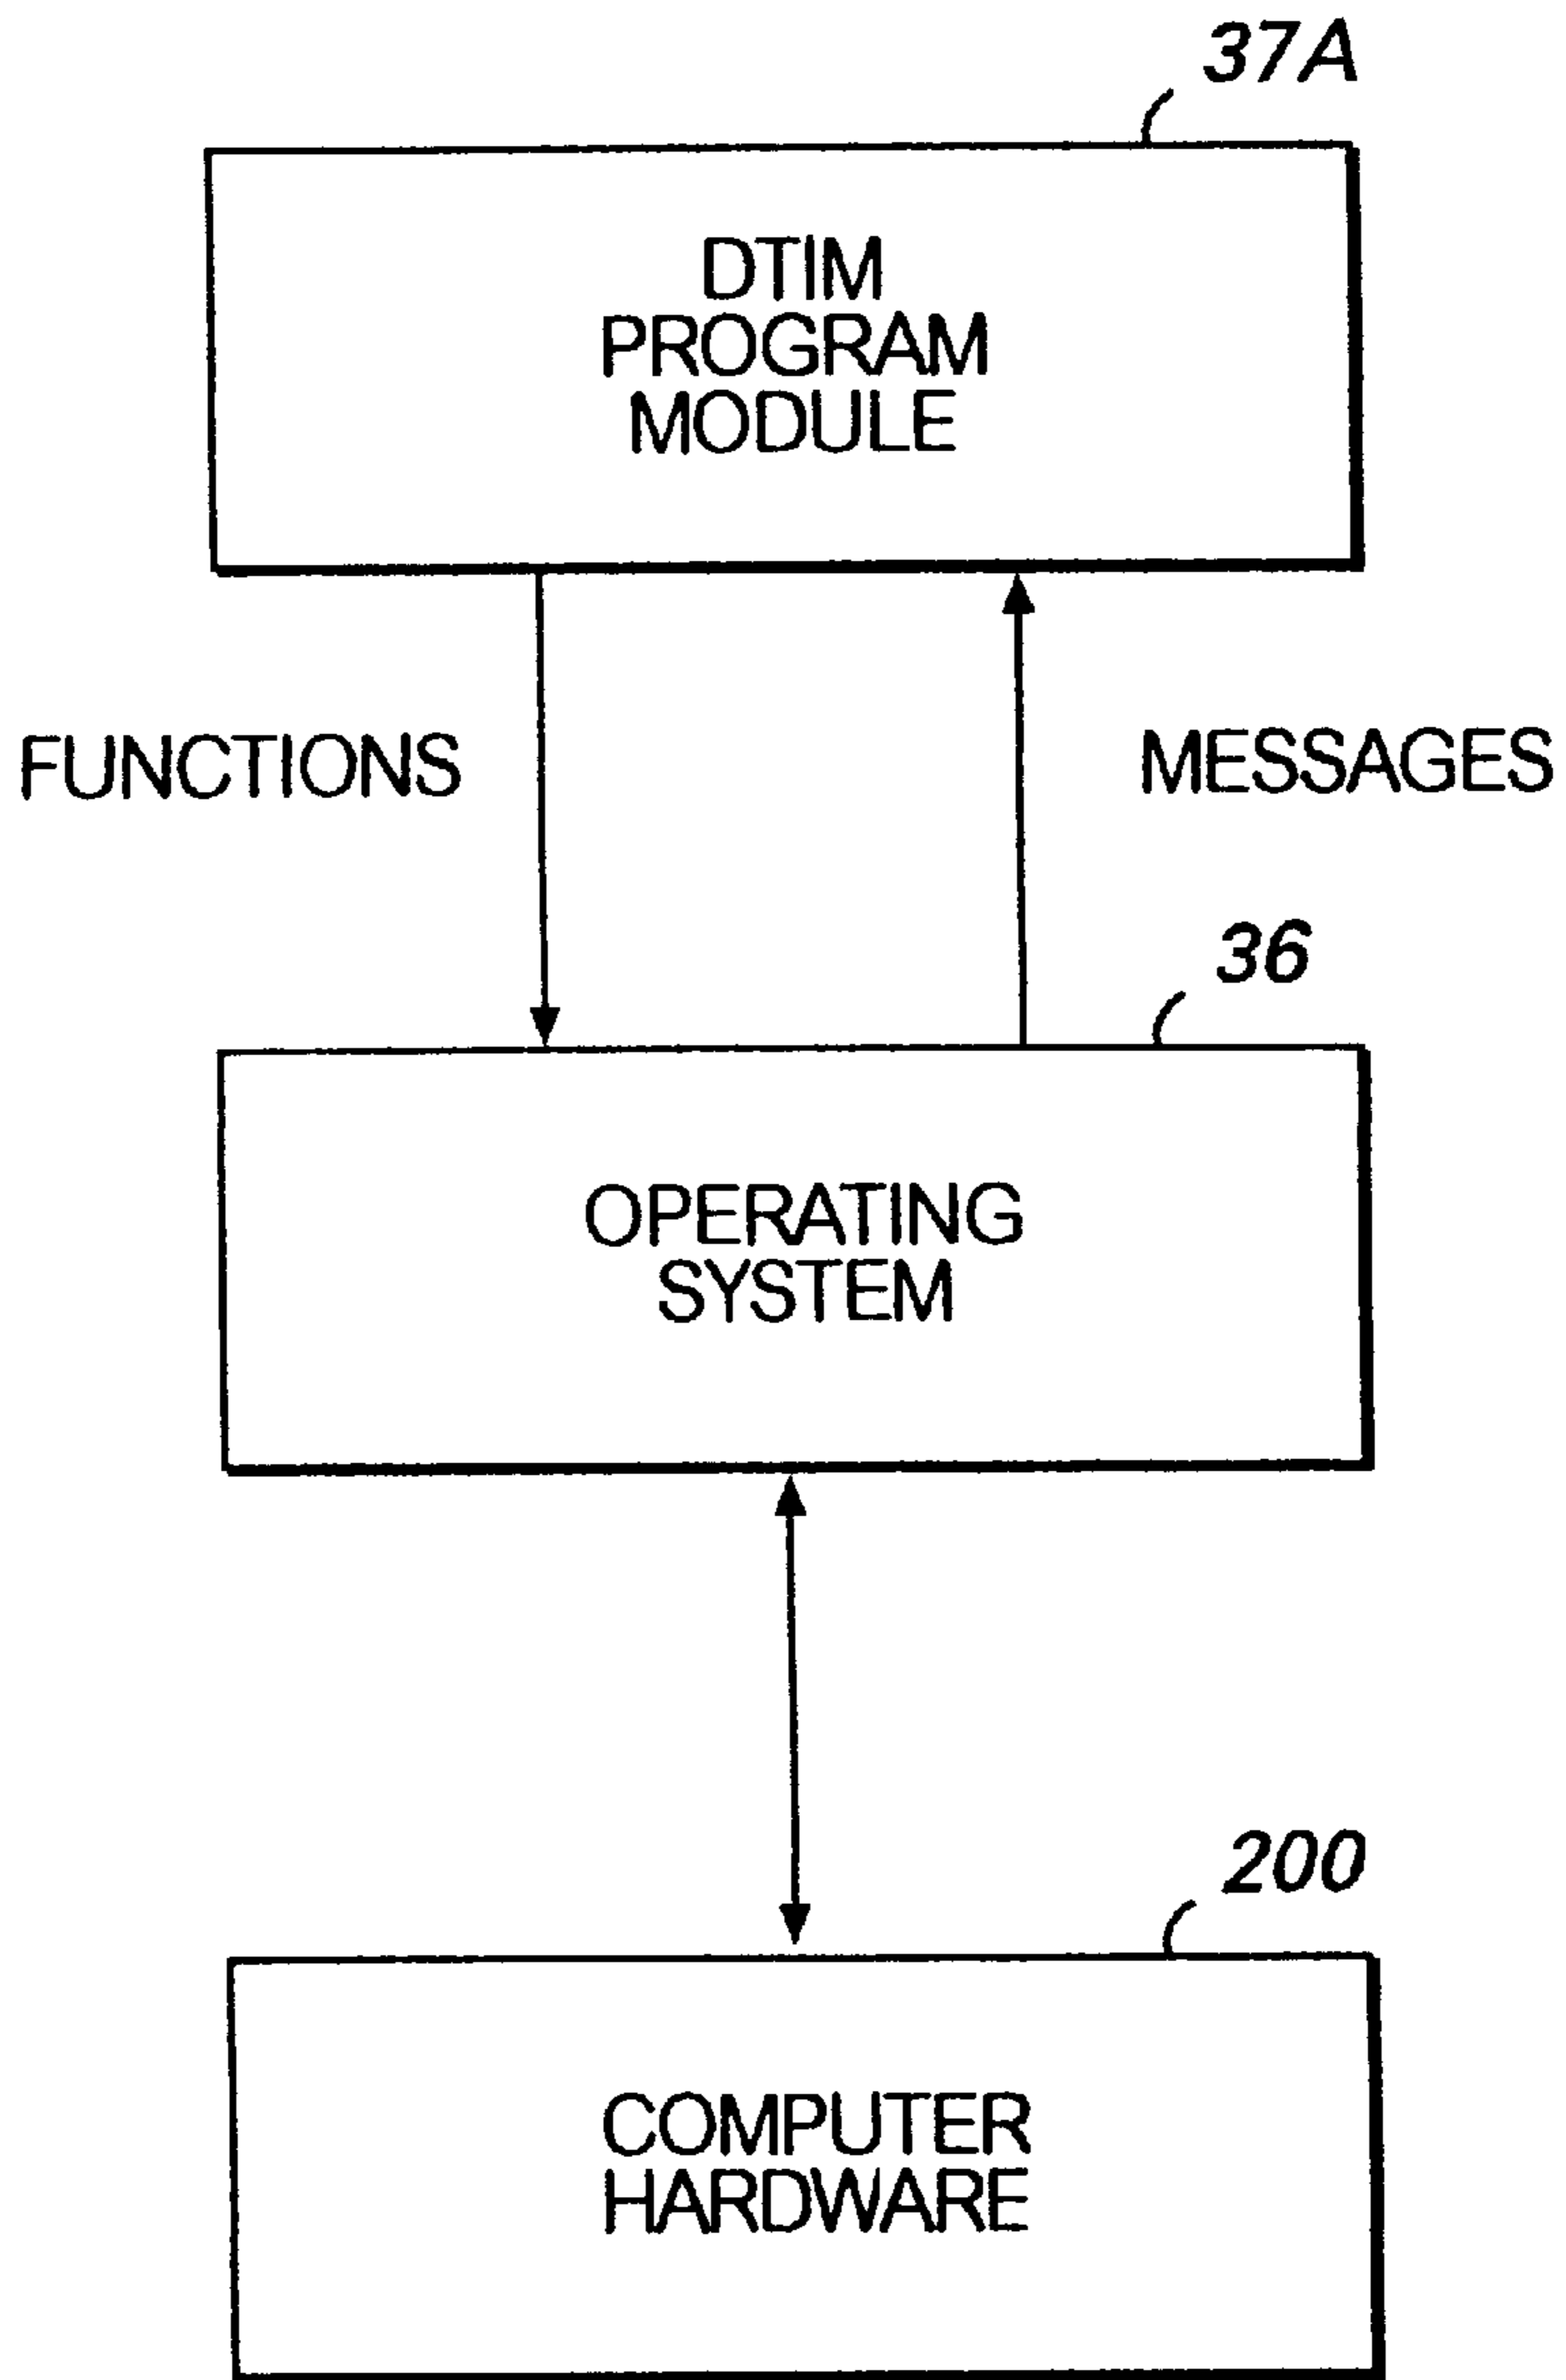 37A
DTIM
PROGRAM
MODULE
FUNCTIONS
MESSAGES
36
OPERATING
SYSTEM
200
COMPUTER
HARDWARE